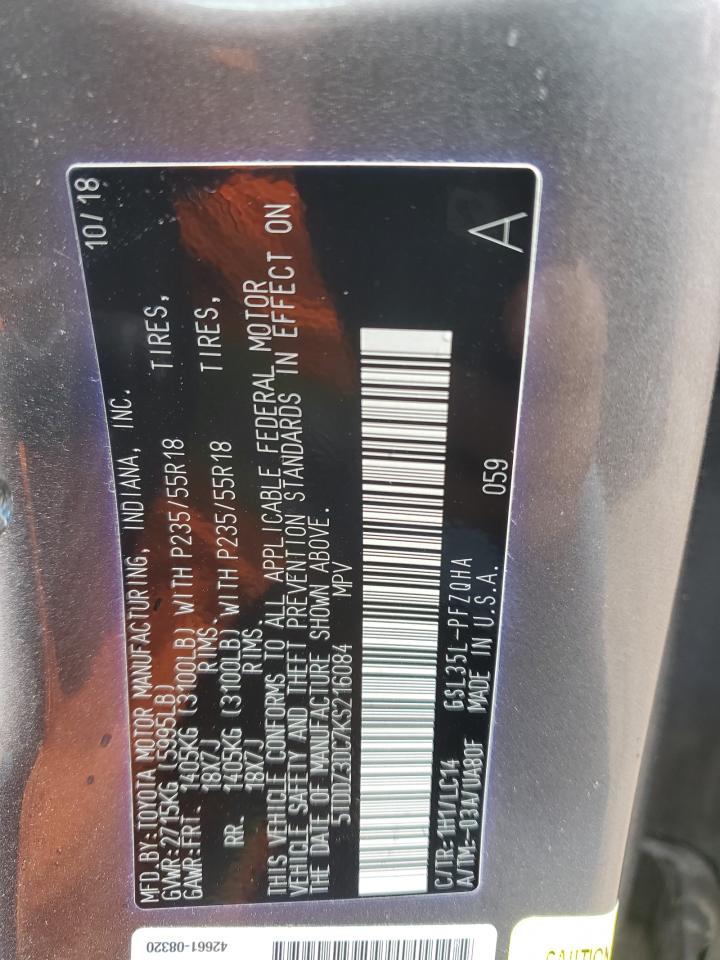 MFD.BY:TOYOTA MOTOR MANUFACTURING, INDIANA, INC. 10/18
GVWR:2715KG (5995LB)
GAWR:FRT. 1405KG (3100LB) WITH P235/55R18 TIRES,
18X7J RIMS.
RR. 1405KG (3100LB) WITH P235/55R18 TIRES,
18X7J RIMS.
THIS VEHICLE CONFORMS TO ALL APPLICABLE FEDERAL MOTOR
VEHICLE SAFETY AND THEFT PREVENTION STANDARDS IN EFFECT ON
THE DATE OF MANUFACTURE SHOWN ABOVE.
5TDDZ3DC7KS216084 MPV
C/TR:1H1/LC14 GSL35L-PFZQHA
A/TM:-03A/UA80F MADE IN U.S.A. 059 A
42661-08320
CAUTION